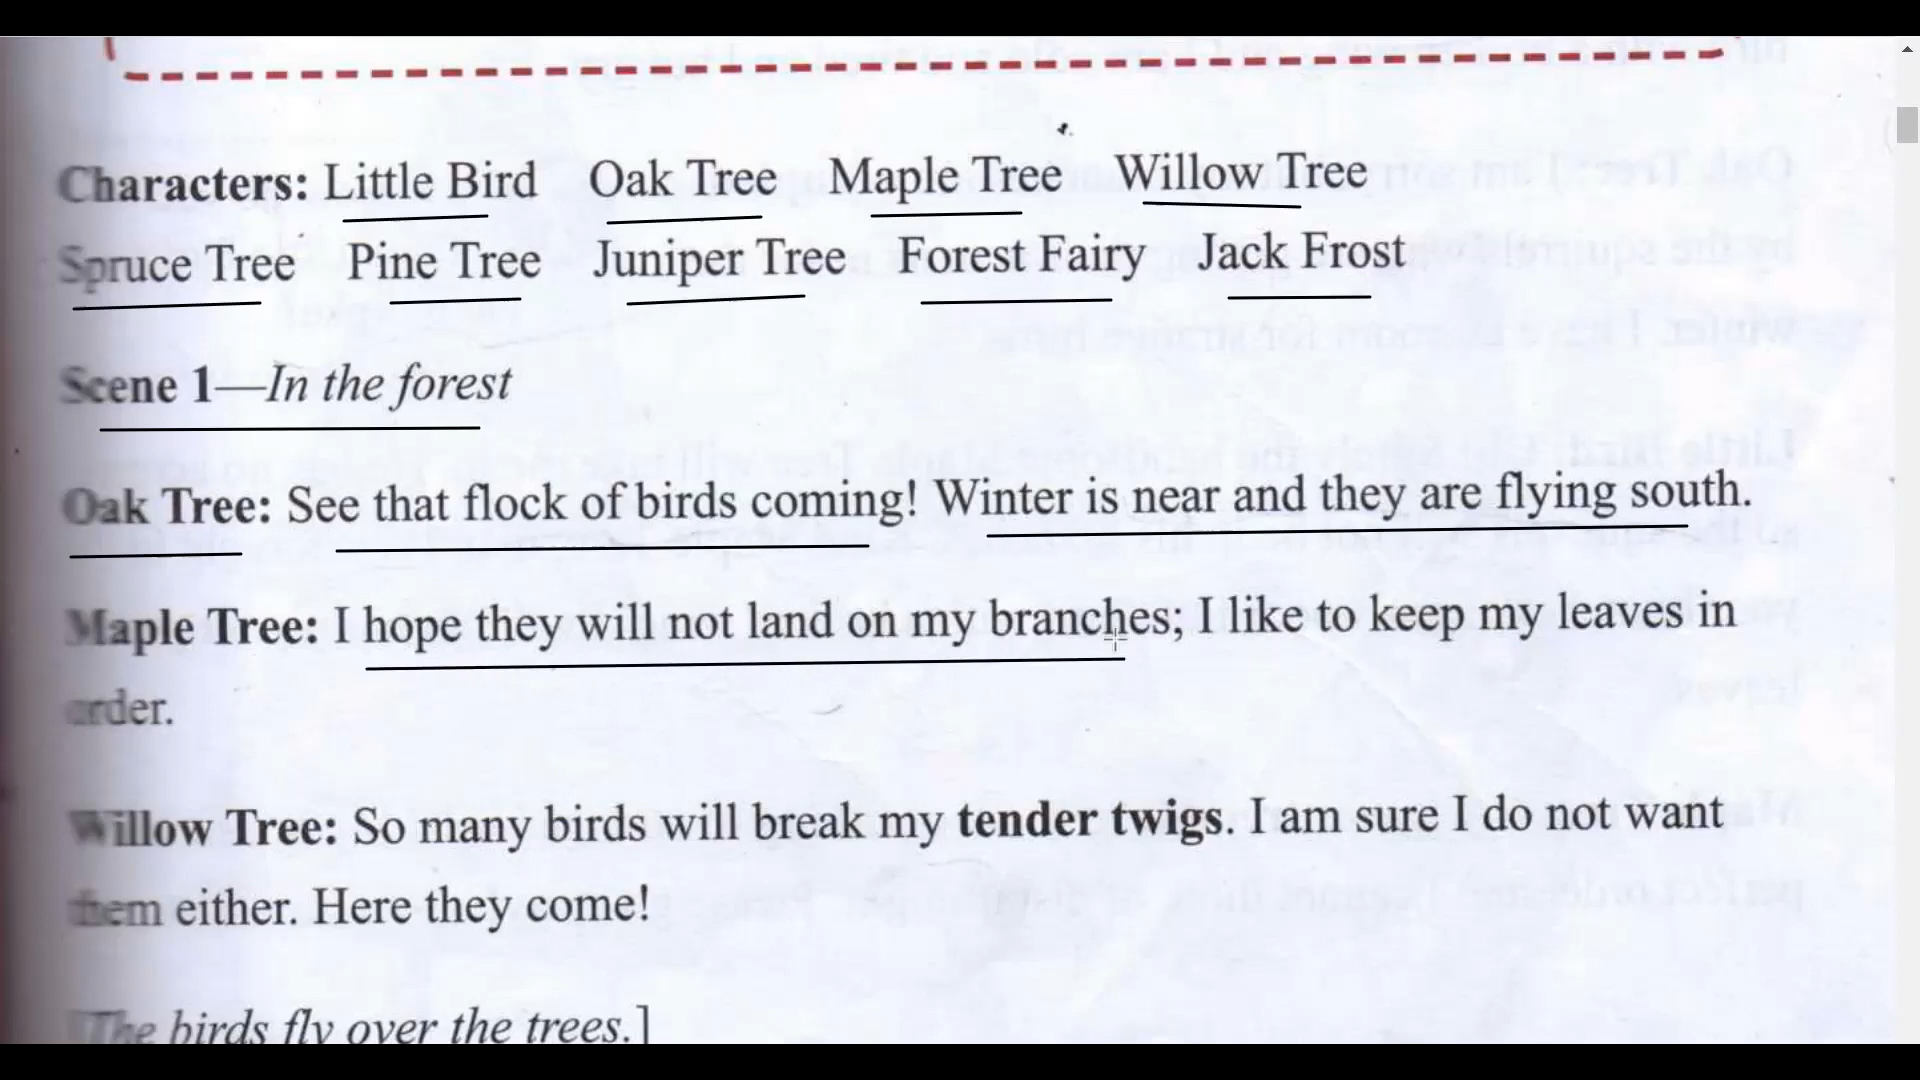 Characters: Little Bird Oak Tree Maple Tree Willow Tree
Spruce Tree Pine Tree Juniper Tree Forest Fairy Jack Frost
Scene 1—In the forest
Oak Tree: See that flock of birds coming! Winter is near and they are flying south.
Maple Tree: I hope they will not land on my branches; I like to keep my leaves in
order.
Willow Tree: So many birds will break my tender twigs. I am sure I do not want
them either. Here they come!
[The birds fly over the trees.]